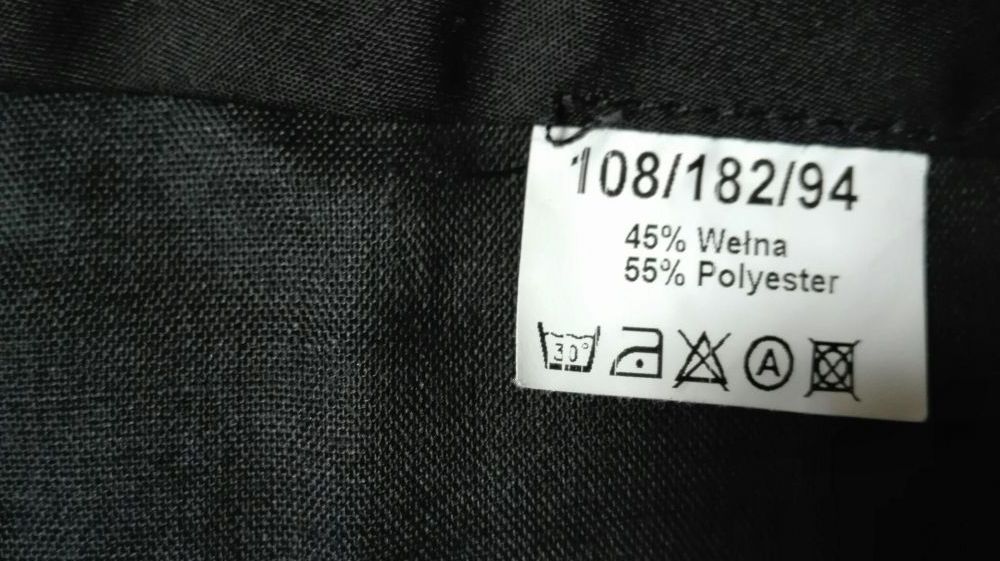 108/182/94
45% Wełna
55% Polyester
30° A